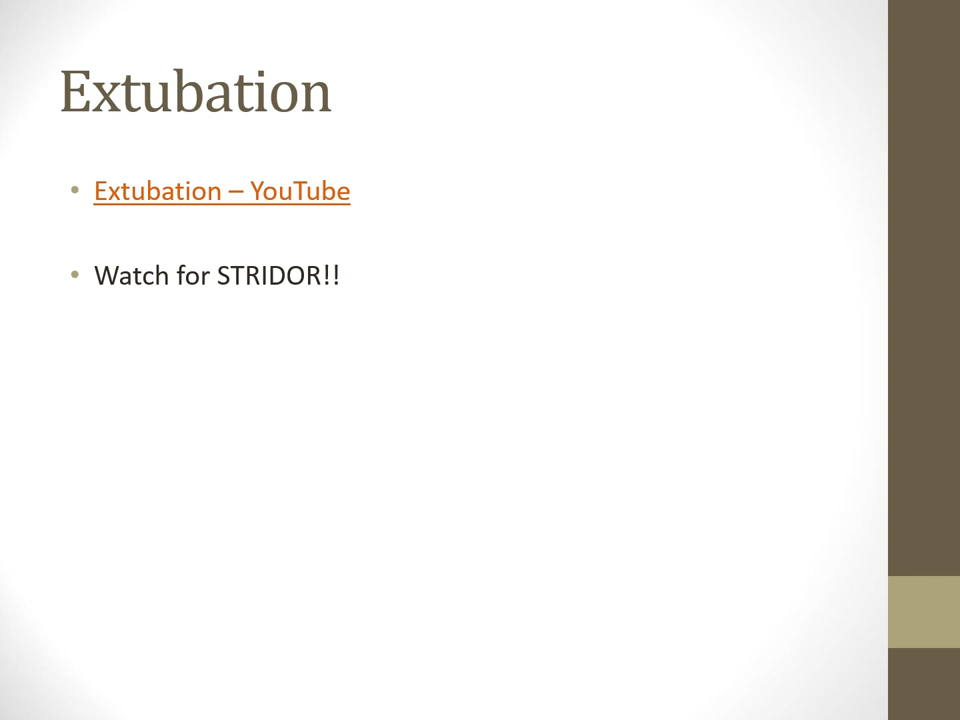 Extubation
• Extubation – YouTube
• Watch for STRIDOR!!